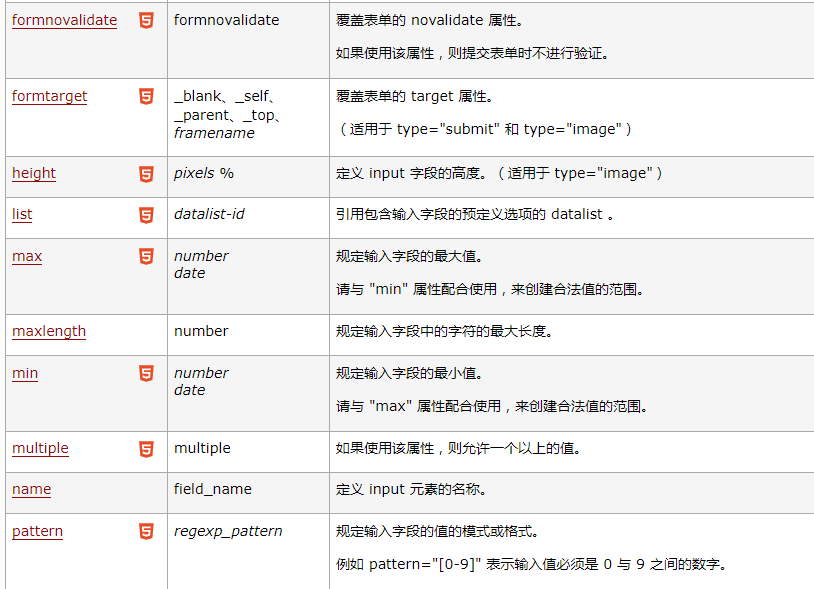 formnovalidate formnovalidate 覆盖表单的 novalidate 属性。
如果使用该属性，则提交表单时不进行验证。
formtarget _blank、_self、 覆盖表单的 target 属性。
_parent、_top、
framename （适用于 type="submit" 和 type="image"）
height pixels % 定义 input 字段的高度。（适用于 type="image"）
list datalist-id 引用包含输入字段的预定义选项的 datalist 。
max number 规定输入字段的最大值。
date
请与 "min" 属性配合使用，来创建合法值的范围。
maxlength number 规定输入字段中的字符的最大长度。
min number 规定输入字段的最小值。
date
请与 "max" 属性配合使用，来创建合法值的范围。
multiple multiple 如果使用该属性，则允许一个以上的值。
name field_name 定义 input 元素的名称。
pattern regexp_pattern 规定输入字段的值的模式或格式。
例如 pattern="[0-9]" 表示输入值必须是 0 与 9 之间的数字。